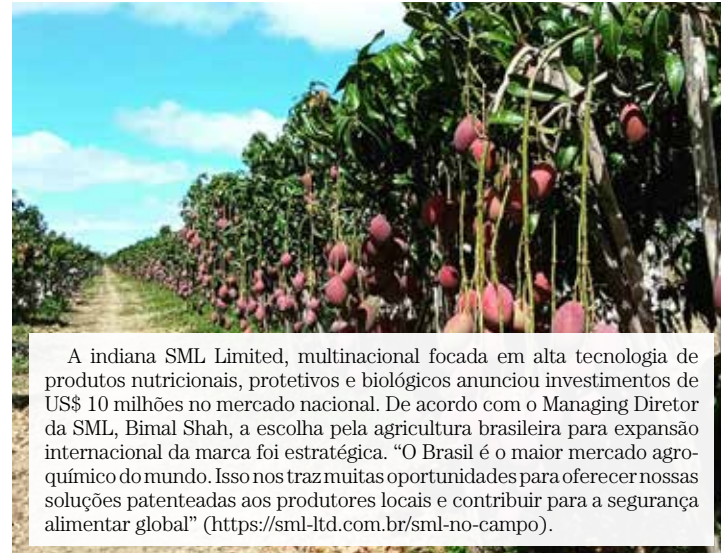 A indiana SML Limited, multinacional focada em alta tecnologia de
produtos nutricionais, protetivos e biológicos anunciou investimentos de
US$ 10 milhões no mercado nacional. De acordo com o Managing Diretor
da SML, Bimal Shah, a escolha pela agricultura brasileira para expansão
internacional da marca foi estratégica. “O Brasil é o maior mercado agro-
químico do mundo. Isso nos traz muitas oportunidades para oferecer nossas
soluções patenteadas aos produtores locais e contribuir para a segurança
alimentar global” (https://sml-ltd.com.br/sml-no-campo).